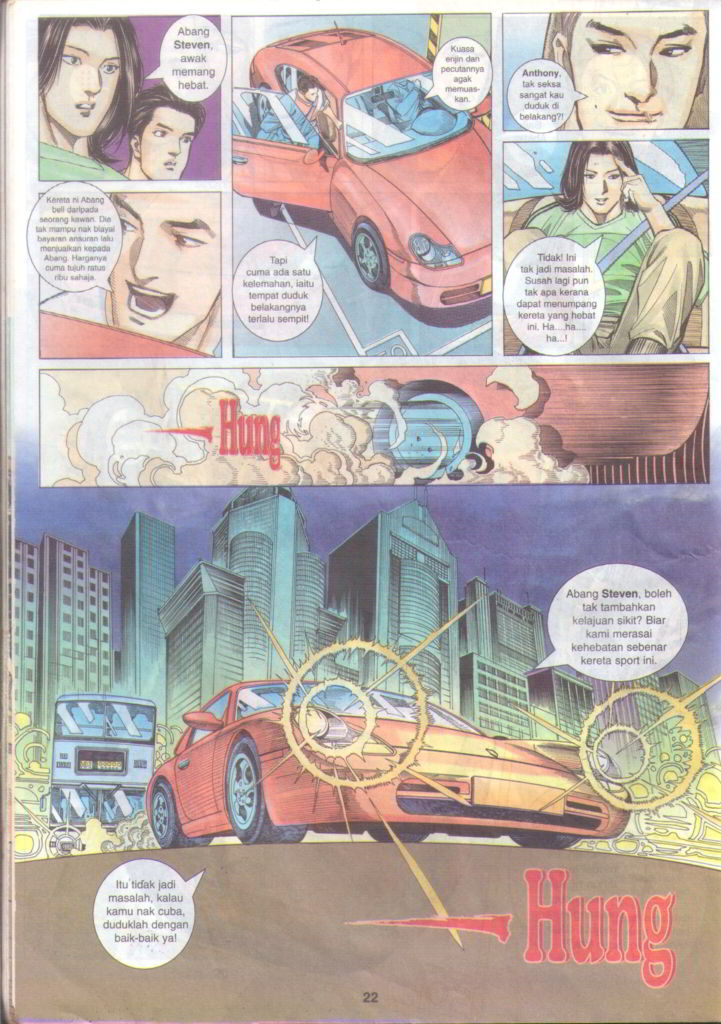 Abang
Steven,
awak
memang
hebat.
Kereta ni Abang
beli daripada
seorang kawan. Dia
tak mampu nak biayai
bayaran ansuran lalu
menjualkan kepada
Abang. Harganya
cuma tujuh ratus
ribu sahaja.
Kuasa
enjin dan
pecutannya
agak
memuas-
kan.
Tapi
cuma ada satu
kelemahan, iaitu
tempat duduk
belakangnya
terlalu sempit!
Anthony,
tak seksa
sangat kau
duduk di
belakang?!
Tidak! Ini
tak jadi masalah.
Susah lagi pun
tak apa kerana
dapat menumpang
kereta yang hebat
ini. Ha....ha....
ha...!
Hung
Abang Steven, boleh
tak tambahkan
kelajuan sikit? Biar
kami merasai
kehebatan sebenar
kereta sport ini.
Itu tidak jadi
masalah, kalau
kamu nak cuba,
duduklah dengan
baik-baik ya!
Hung
22